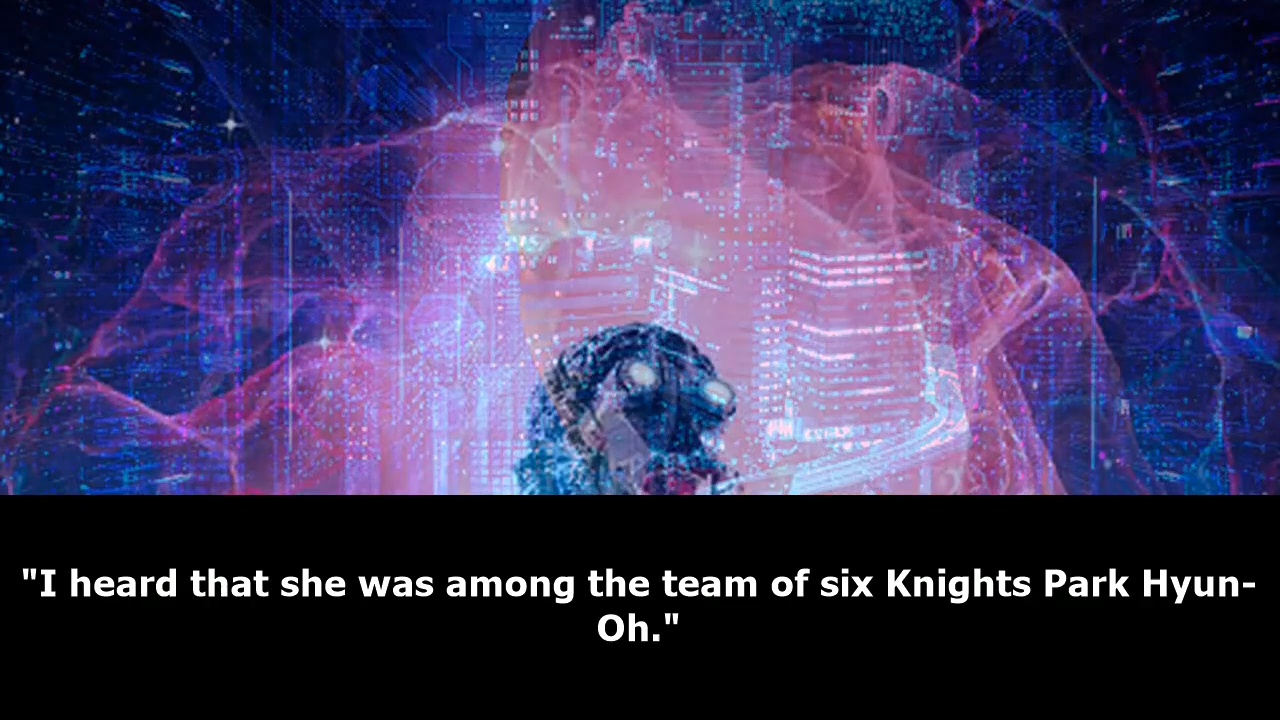 "I heard that she was among the team of six Knights Park Hyun-
Oh."